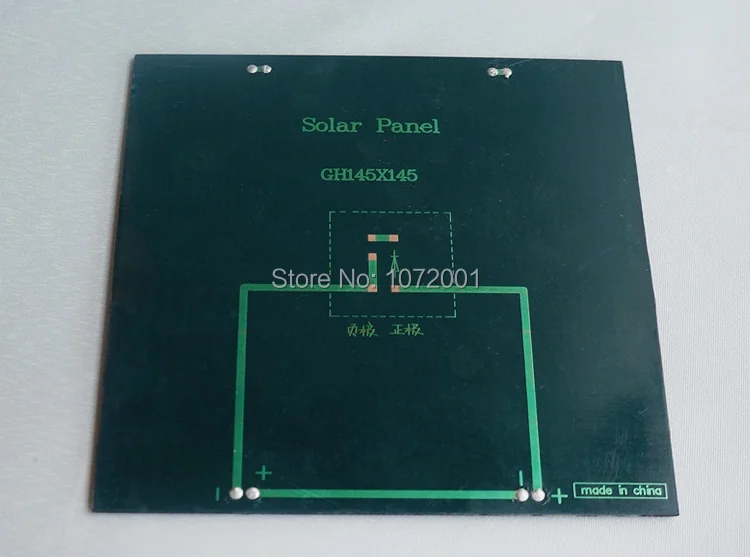 Solar Panel
GH145X145
Store No: 1072001
负极 正极
+
-
- +
made in china